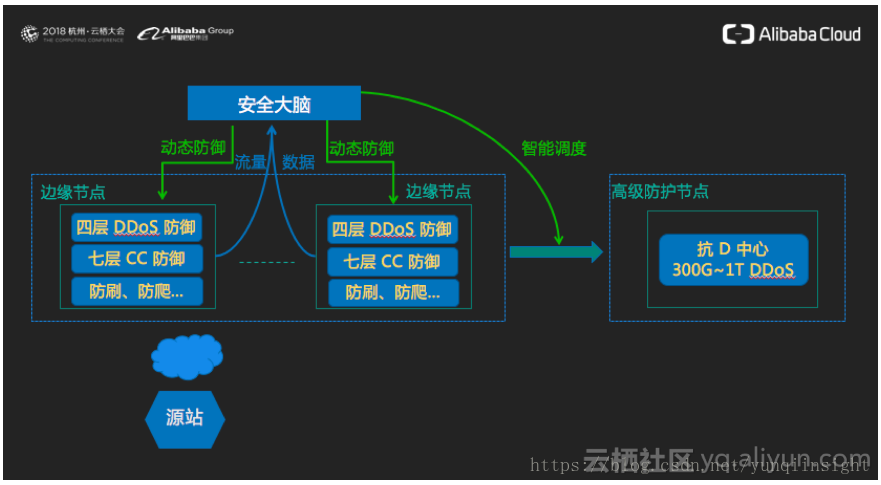 2018 杭州·云栖大会
THE COMPUTING CONFERENCE
Alibaba Group
阿里巴巴集团
Alibaba Cloud
安全大脑
动态防御
流量
数据
动态防御
智能调度
边缘节点
边缘节点
高级防护节点
四层 DDoS 防御
七层 CC 防御
防刷、防爬...
四层 DDoS 防御
七层 CC 防御
防刷、防爬...
抗 D 中心
300G~1T DDoS
源站
云栖社区 yq.aliyun.com
https://blog.csdn.net/yunqiinsight